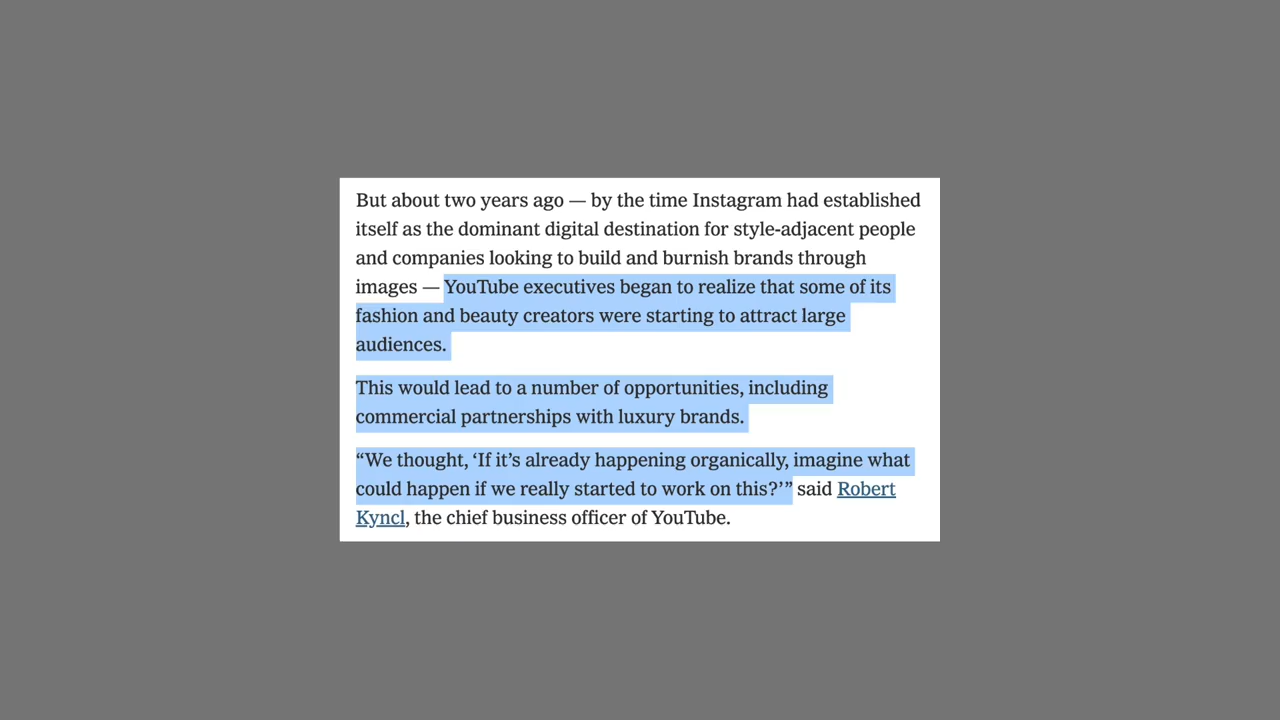 But about two years ago — by the time Instagram had established
itself as the dominant digital destination for style-adjacent people
and companies looking to build and burnish brands through
images — YouTube executives began to realize that some of its
fashion and beauty creators were starting to attract large
audiences.
This would lead to a number of opportunities, including
commercial partnerships with luxury brands.
“We thought, ‘If it’s already happening organically, imagine what
could happen if we really started to work on this?’” said Robert
Kyncl, the chief business officer of YouTube.